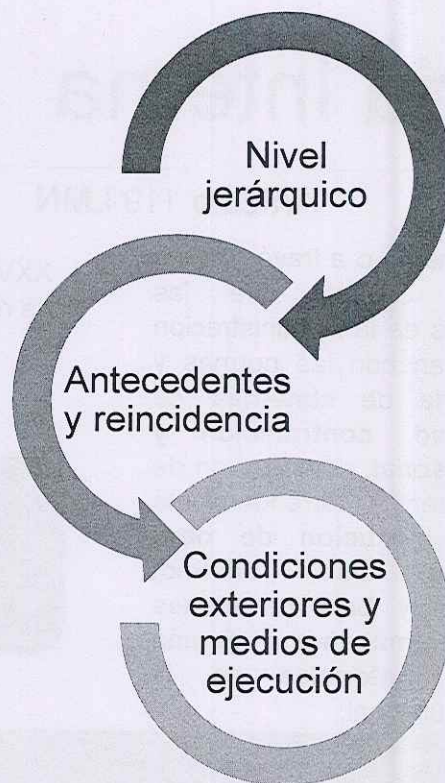 Nivel
jerárquico
Antecedentes
y reincidencia
Condiciones
exteriores y
medios de
ejecución